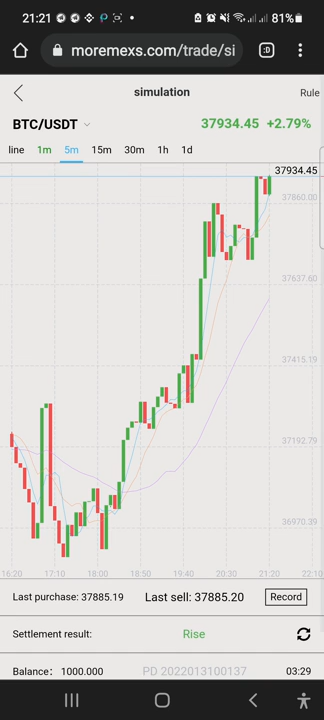 21:21 81%
moremexs.com/trade/si :D
simulation Rule
BTC/USDT 37934.45 +2.79%
line 1m 5m 15m 30m 1h 1d
37934.45
37860.00
37637.60
37415.19
37192.79
36970.39
16:20 17:10 18:00 18:50 19:40 20:30 21:20 22:10
Last purchase: 37885.19 Last sell: 37885.20 Record
Settlement result: Rise
Balance: 1000.000 PD 2022013100137 03:29